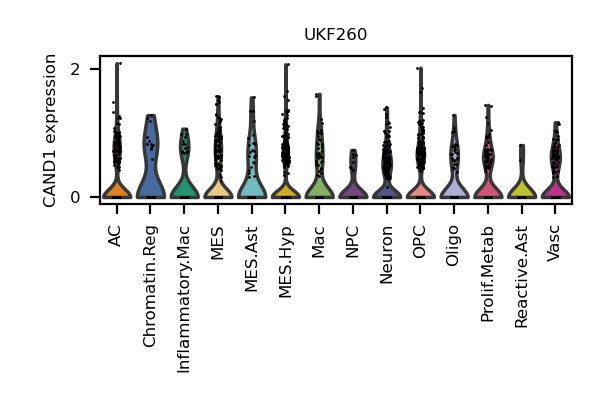 UKF260
CAND1 expression
2
0
AC
Chromatin.Reg
Inflammatory.Mac
MES
MES.Ast
MES.Hyp
Mac
NPC
Neuron
OPC
Oligo
Prolif.Metab
Reactive.Ast
Vasc